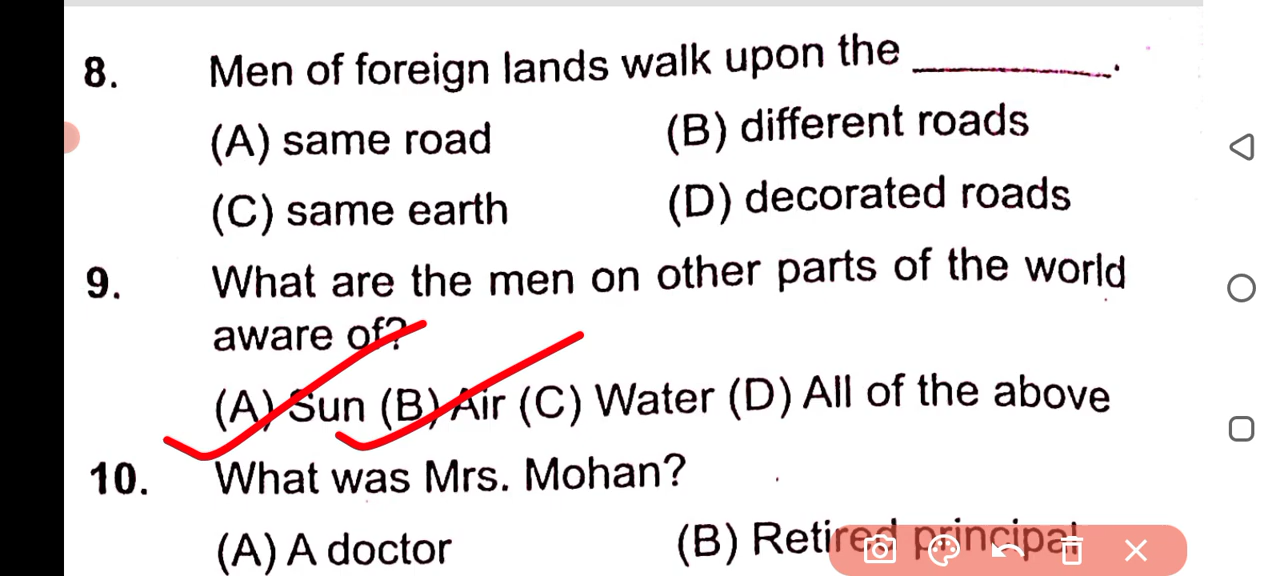 8. Men of foreign lands walk upon the ________.
(A) same road (B) different roads
(C) same earth (D) decorated roads
9. What are the men on other parts of the world
aware of?
(A) Sun (B) Air (C) Water (D) All of the above
10. What was Mrs. Mohan?
(A) A doctor (B) Retired principal